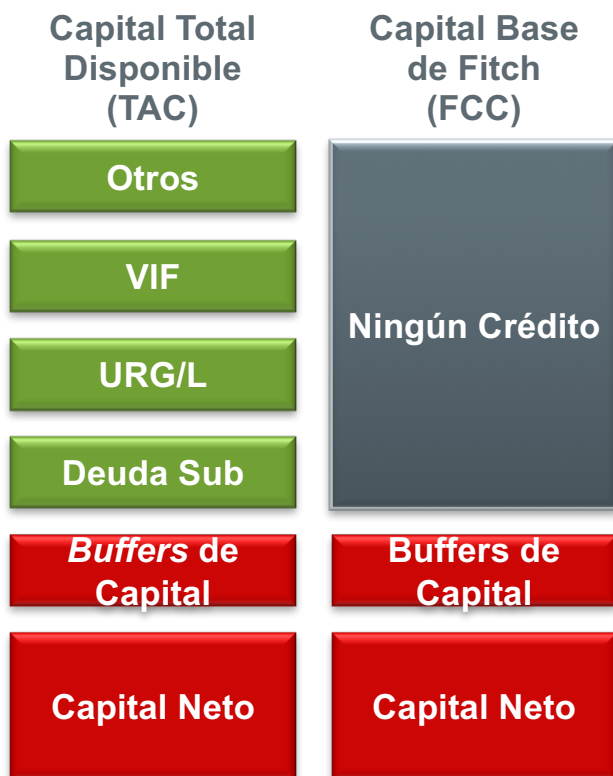 Capital Total
Disponible
(TAC)
Capital Base
de Fitch
(FCC)
Otros
VIF
URG/L
Deuda Sub
Buffers de
Capital
Capital Neto
Ningún Crédito
Buffers de
Capital
Capital Neto